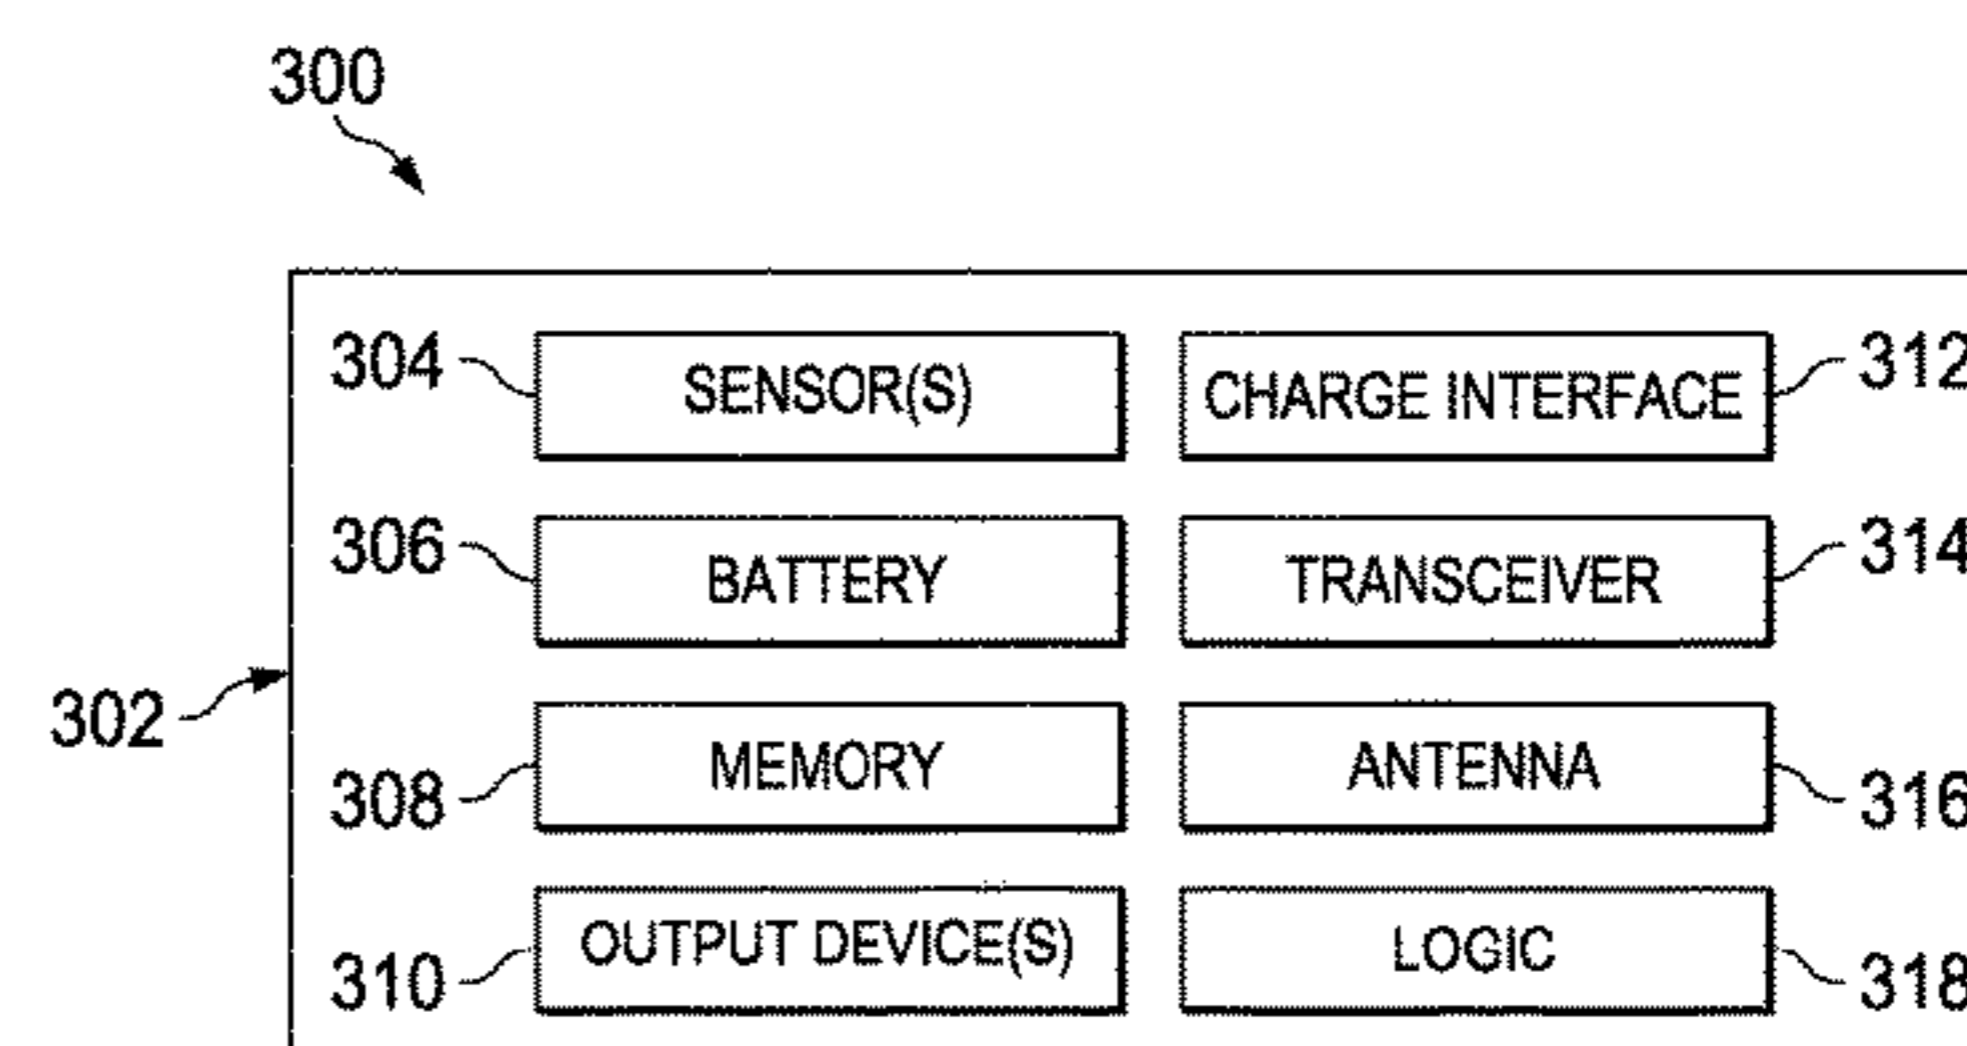 300
304 SENSOR(S) CHARGE INTERFACE 312
306 BATTERY TRANSCEIVER 314
302
308 MEMORY ANTENNA 316
310 OUTPUT DEVICE(S) LOGIC 318